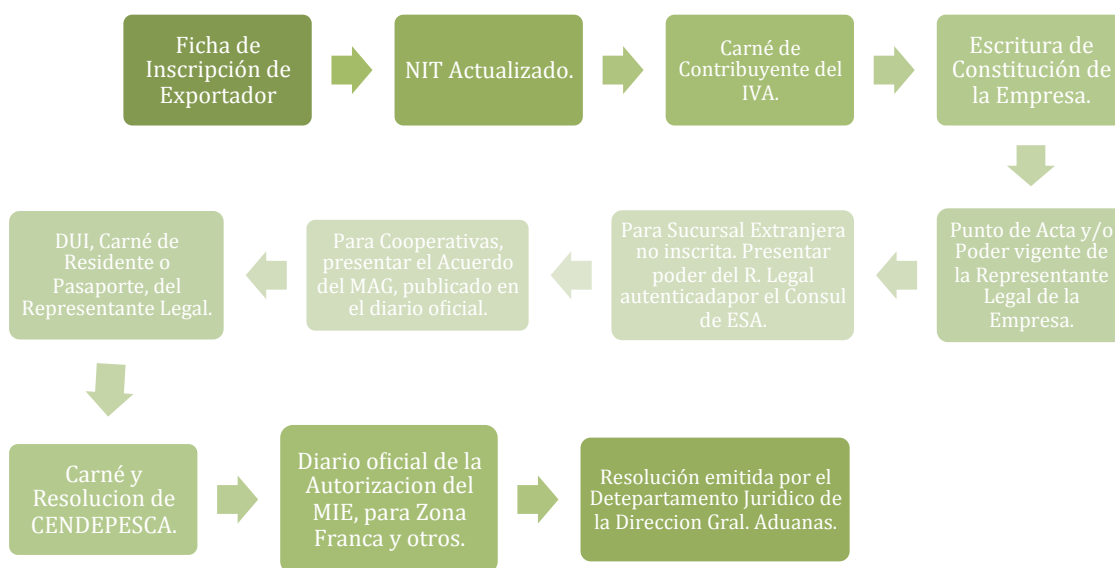 Ficha de
Inscripción de
Exportador
NIT Actualizado.
Carné de
Contribuyente del
IVA.
Escritura de
Constitución de
la Empresa.
Punto de Acta y/o
Poder vigente de
la Representante
Legal de la
Empresa.
Para Sucursal Extranjera
no inscrita. Presentar
poder del R. Legal
autenticadapor el Consul
de ESA.
Para Cooperativas,
presentar el Acuerdo
del MAG, publicado en
el diario oficial.
DUI, Carné de
Residente o
Pasaporte, del
Representante Legal.
Carné y
Resolucion de
CENDEPESCA.
Diario oficial de la
Autorizacion del
MIE, para Zona
Franca y otros.
Resolución emitida por el
Detepartamento Juridico de
la Direccion Gral. Aduanas.